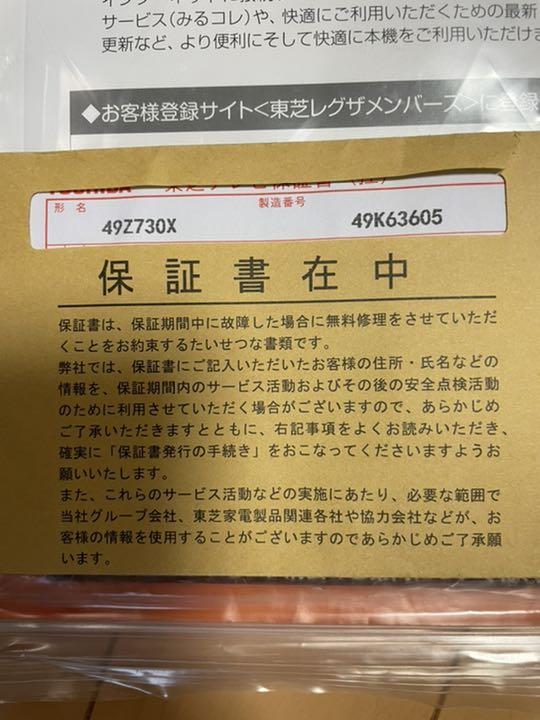 サービス(みるコレ)や、快適にご利用いただくための最新
更新など、より便利にそして快適に本機をご利用いただけま
◆お客様登録サイト<東芝レグザメンバーズ>に登録
形名 製造番号
49Z730X 49K63605
保証書在中
保証書は、保証期間中に故障した場合に無料修理をさせていただ
くことをお約束するたいせつな書類です。
弊社では、保証書にご記入いただいたお客様の住所・氏名などの
情報を、保証期間内のサービス活動およびその後の安全点検活動
のために利用させていただく場合がございますので、あらかじめ
ご了承いただきますとともに、右記事項をよくお読みいただき、
確実に「保証書発行の手続き」をおこなってくださいますようお
願いいたします。
また、これらのサービス活動などの実施にあたり、必要な範囲で
当社グループ会社、東芝家電製品関連各社や協力会社などが、お
客様の情報を使用することがございますのであらかじめご了承願
います。